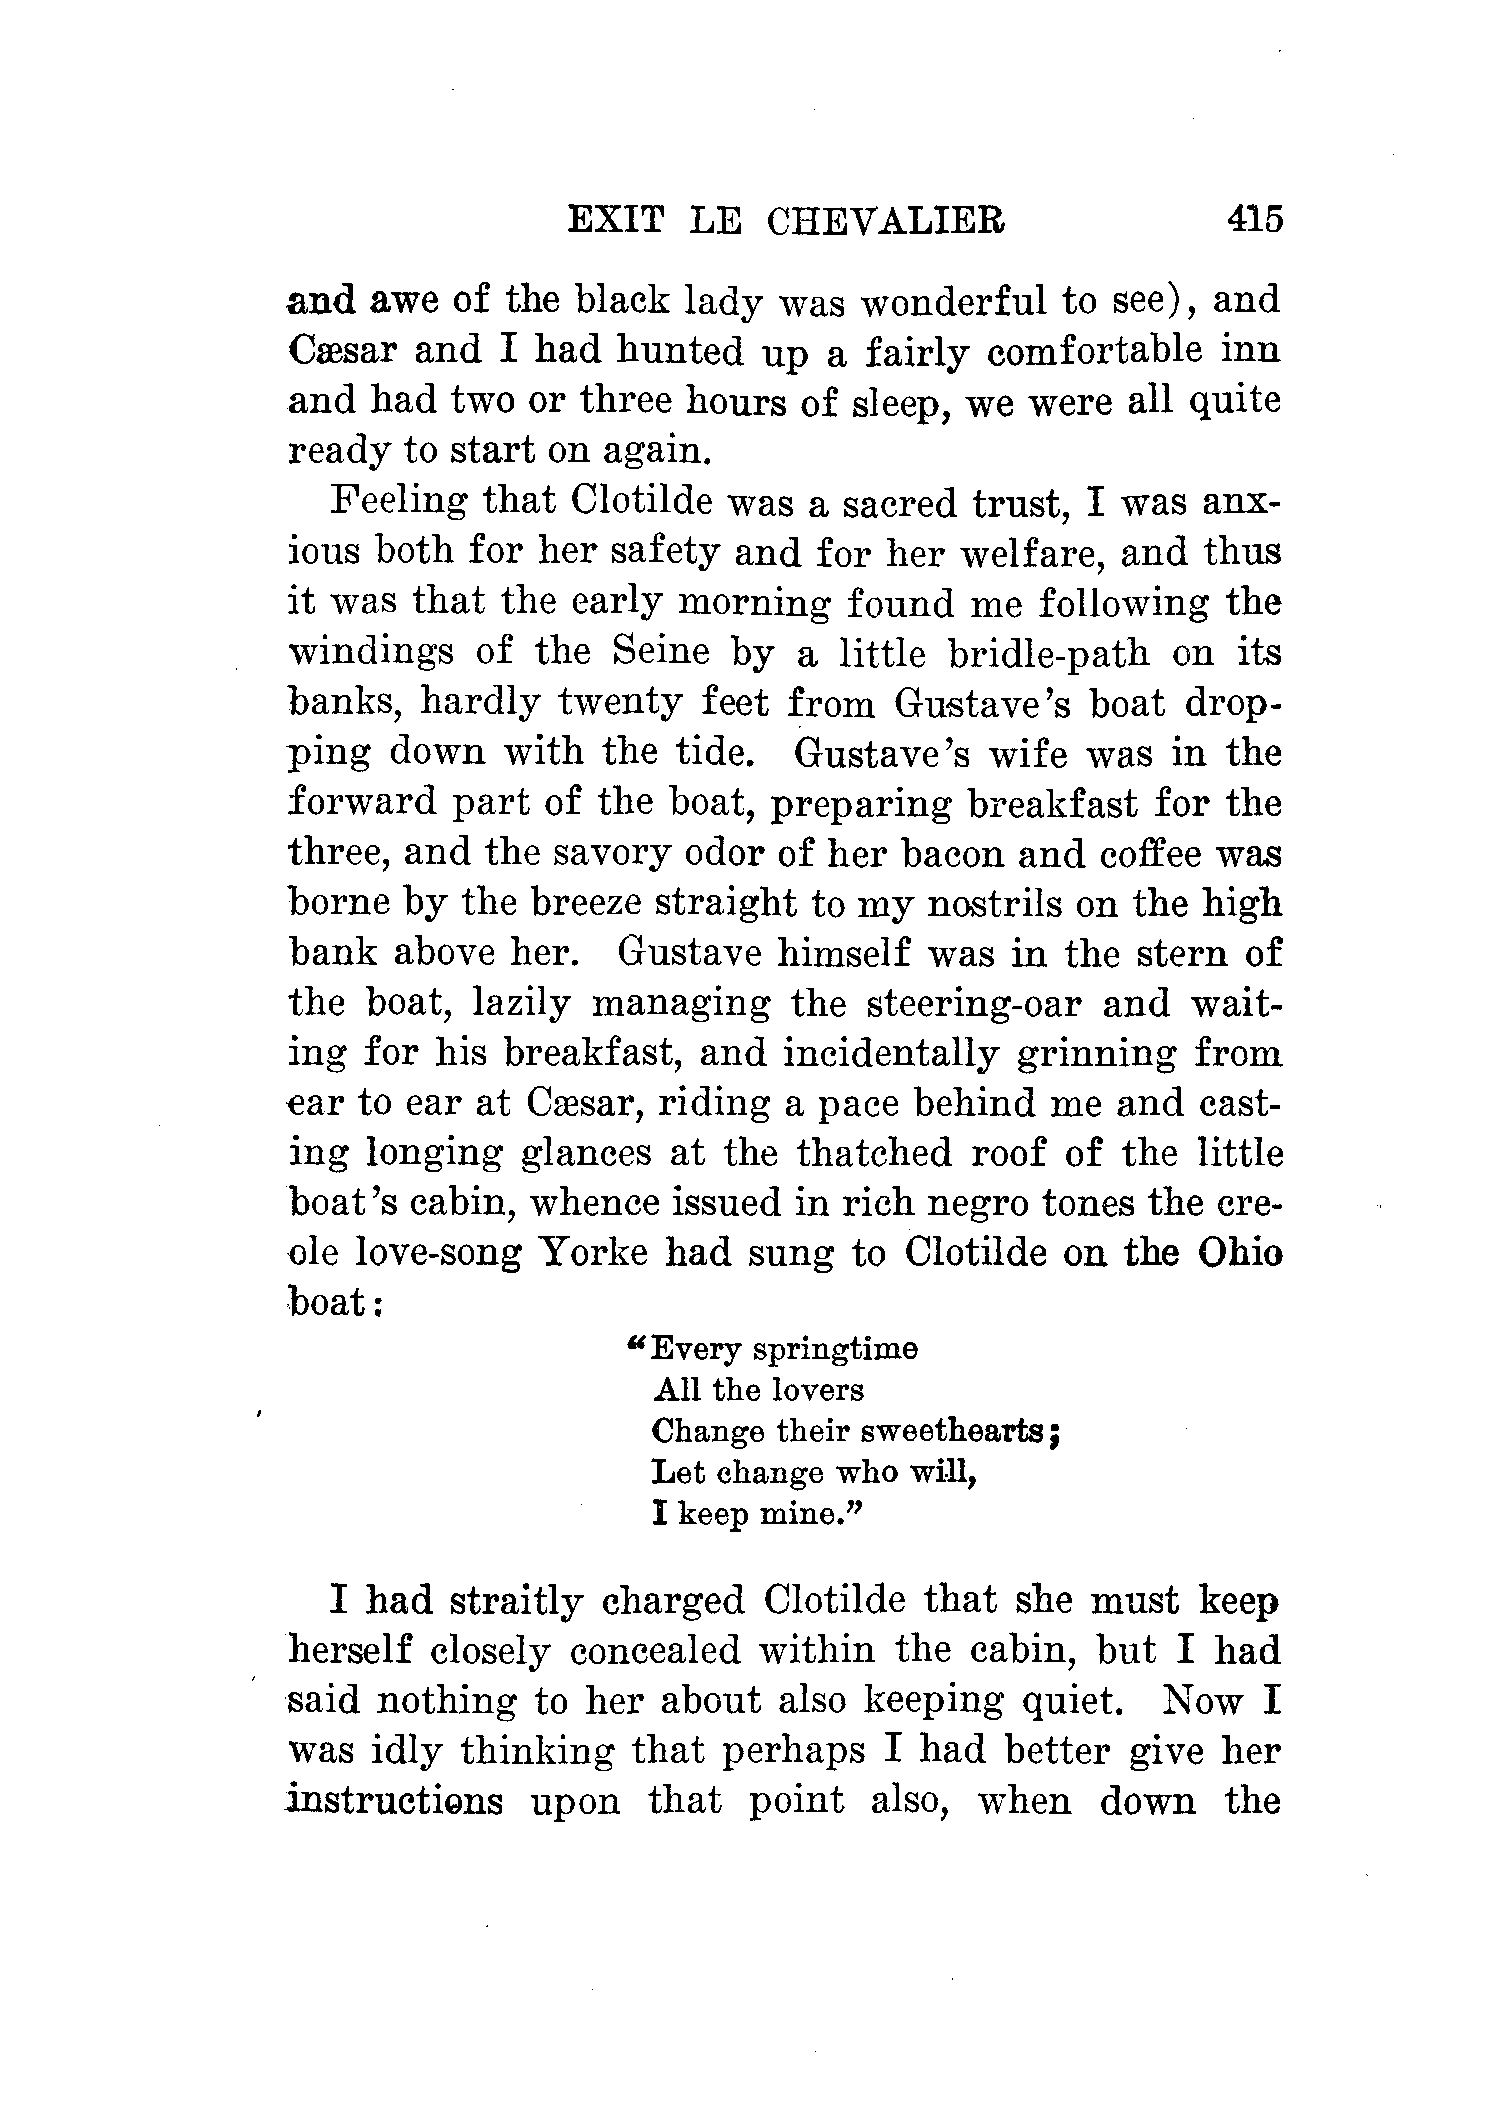 EXIT LE CHEVALIER 415
and awe of the black lady was wonderful to see), and
Cæsar and I had hunted up a fairly comfortable inn
and had two or three hours of sleep, we were all quite
ready to start on again.
Feeling that Clotilde was a sacred trust, I was anx-
ious both for her safety and for her welfare, and thus
it was that the early morning found me following the
windings of the Seine by a little bridle-path on its
banks, hardly twenty feet from Gustave's boat drop-
ping down with the tide. Gustave's wife was in the
forward part of the boat, preparing breakfast for the
three, and the savory odor of her bacon and coffee was
borne by the breeze straight to my nostrils on the high
bank above her. Gustave himself was in the stern of
the boat, lazily managing the steering-oar and wait-
ing for his breakfast, and incidentally grinning from
ear to ear at Cæsar, riding a pace behind me and cast-
ing longing glances at the thatched roof of the little
boat's cabin, whence issued in rich negro tones the cre-
ole love-song Yorke had sung to Clotilde on the Ohio
boat:
"Every springtime
All the lovers
Change their sweethearts;
Let change who will,
I keep mine."
I had straitly charged Clotilde that she must keep
herself closely concealed within the cabin, but I had
said nothing to her about also keeping quiet. Now I
was idly thinking that perhaps I had better give her
instructions upon that point also, when down the